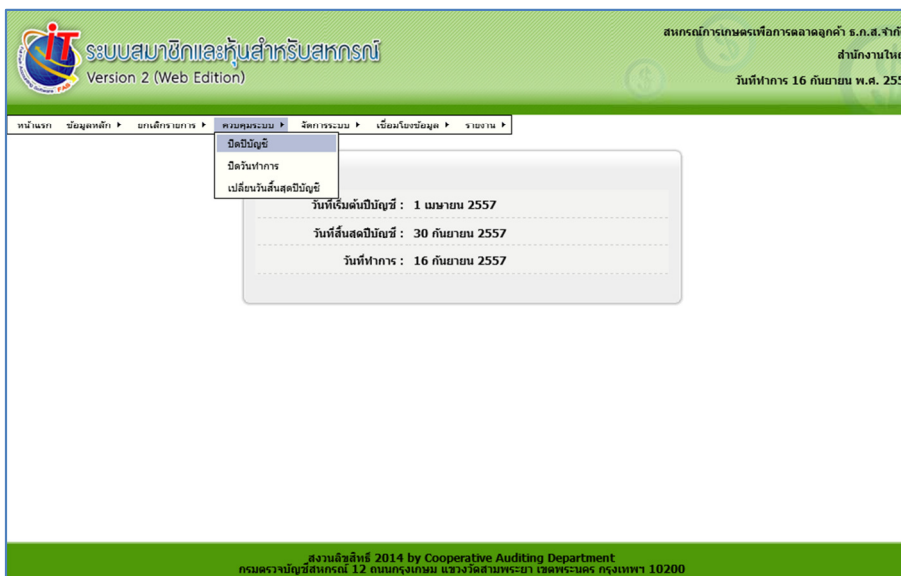 สหกรณ์การเกษตรเพื่อการตลาดลูกค้า ธ.ก.ส.จำกั
iT ระบบสมาชิกและหุ้นสำหรับสหกรณ์
สำนักงานให
Version 2 (Web Edition)
วันที่ทำการ 16 กันยายน พ.ศ. 255
หน้าแรก ข้อมูลหลัก ยกเลิกรายการ ควบคุมระบบ จัดการระบบ เชื่อมโยงข้อมูล รายงาน
ปิดปีบัญชี
ปิดวันทำการ
เปลี่ยนวันสิ้นสุดปีบัญชี
วันที่เริ่มต้นปีบัญชี : 1 เมษายน 2557
วันที่สิ้นสุดปีบัญชี : 30 กันยายน 2557
วันที่ทำการ : 16 กันยายน 2557
สงวนลิขสิทธิ์ 2014 by Cooperative Auditing Department
กรมตรวจบัญชีสหกรณ์ 12 ถนนกรุงเกษม แขวงวัดสามพระยา เขตพระนคร กรุงเทพฯ 10200